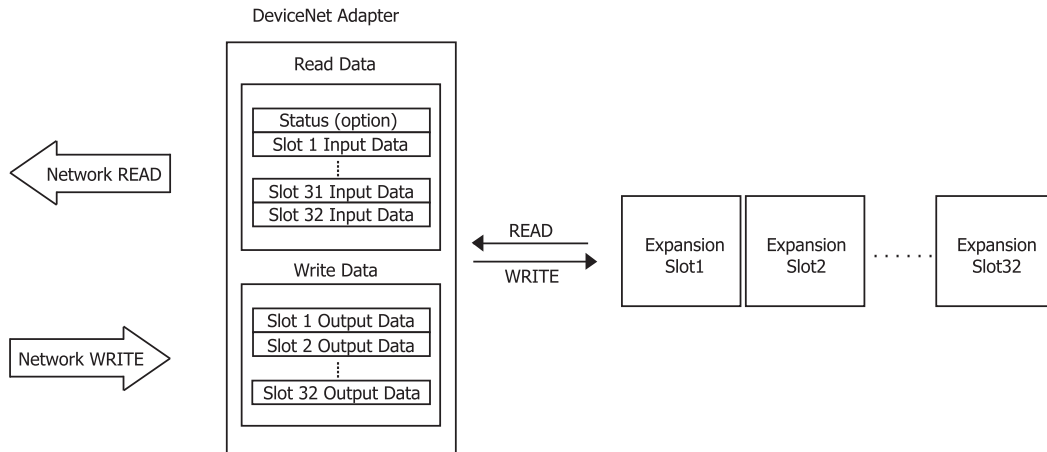 DeviceNet Adapter
Read Data
Status (option)
Slot 1 Input Data
Slot 31 Input Data
Slot 32 Input Data
Network READ
READ
WRITE
Expansion
Slot1
Expansion
Slot2
Expansion
Slot32
Write Data
Slot 1 Output Data
Slot 2 Output Data
Slot 32 Output Data
Network WRITE